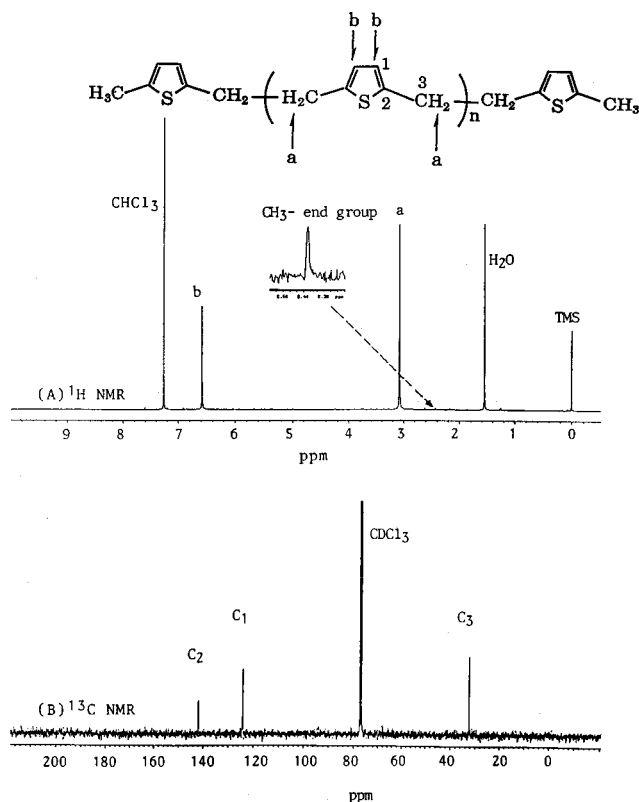 b b
1
H₃C S CH₂ ( H₂C S 2 CH₂ 3 )n CH₂ S CH₃
a a
CHCl₃
CH₃- end group
a
H₂O
b
TMS
(A) ¹H NMR
9 8 7 6 5 4 3 2 1 0
ppm
CDCl₃
C₁
C₃
C₂
(B) ¹³C NMR
200 180 160 140 120 100 80 60 40 20 0
ppm